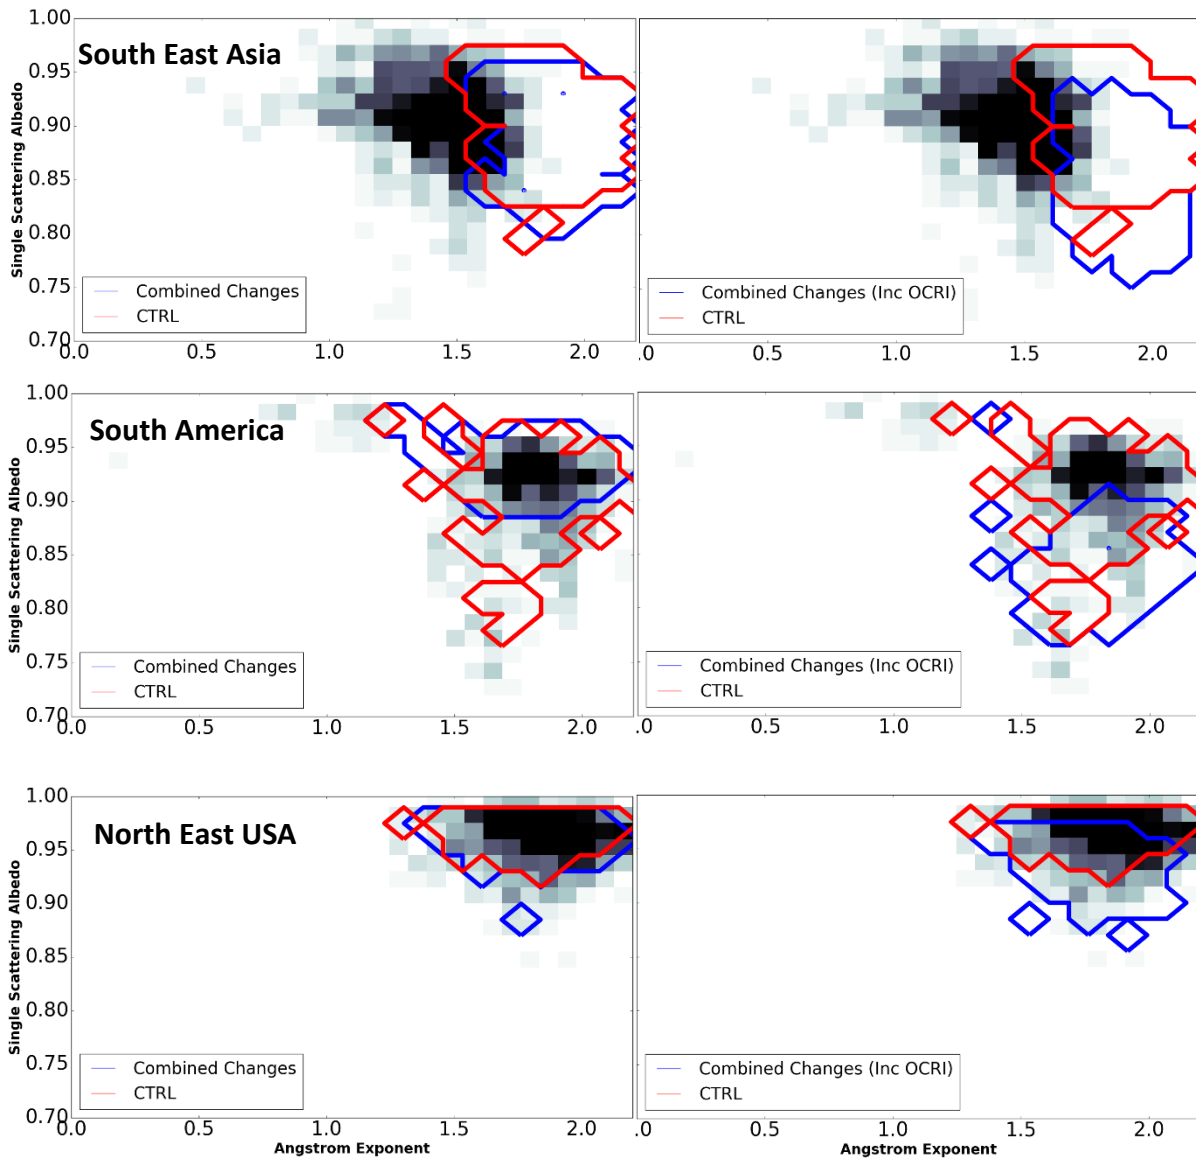 South East Asia
Single Scattering Albedo
1.00
0.95
0.90
0.85
0.80
0.75
0.70
Combined Changes
CTRL
0.0
0.5
1.0
1.5
2.0
Combined Changes (Inc OCRI)
CTRL
.0
0.5
1.0
1.5
2.0
South America
Single Scattering Albedo
1.00
0.95
0.90
0.85
0.80
0.75
0.70
Combined Changes
CTRL
0.0
0.5
1.0
1.5
2.0
Combined Changes (Inc OCRI)
CTRL
.0
0.5
1.0
1.5
2.0
North East USA
Single Scattering Albedo
1.00
0.95
0.90
0.85
0.80
0.75
0.70
Combined Changes
CTRL
0.0
0.5
1.0
1.5
2.0
Angstrom Exponent
Combined Changes (Inc OCRI)
CTRL
.0
0.5
1.0
1.5
2.0
Angstrom Exponent